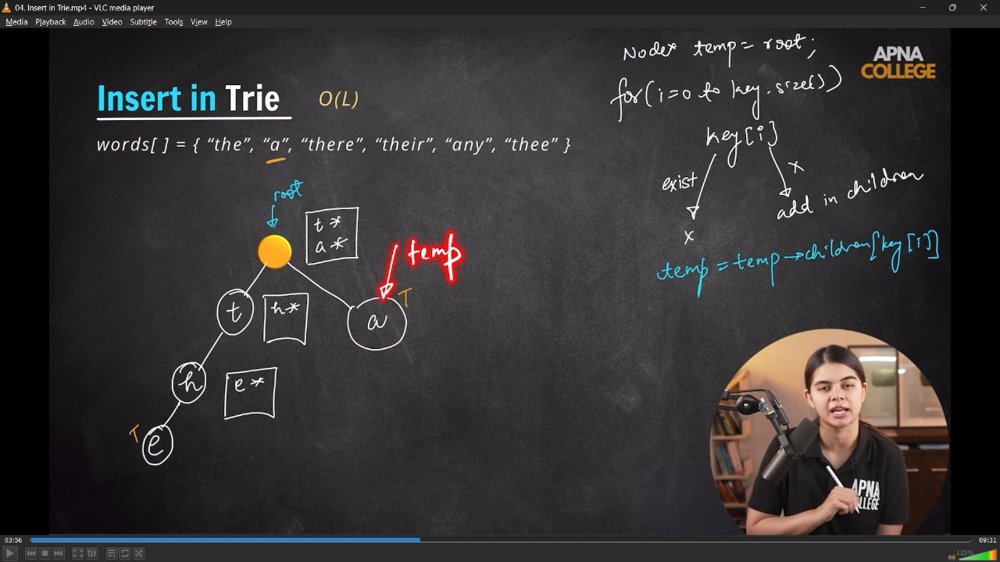 04. Insert in Trie.mp4 - VLC media player
Media Playback Audio Video Subtitle Tools View Help
Node* temp = root;
APNA
COLLEGE
for(i=0 to key.size())
Insert in Trie O(L)
key[i]
words[ ] = { “the”, “a”, “there”, “their”, “any”, “thee” }
exist
x
add in children
x
root
t *
a *
temp
temp = temp→children[key[i]]
t
h*
a
T
h
e *
T
e
APNA
COLLEGE
03:56
09:31
125%